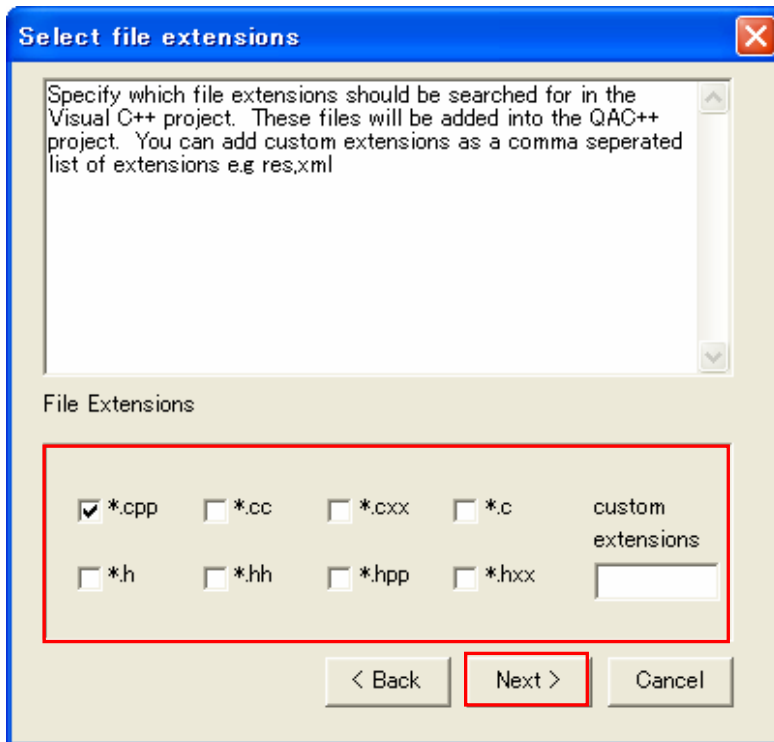 Select file extensions
Specify which file extensions should be searched for in the
Visual C++ project.  These files will be added into the QAC++
project.  You can add custom extensions as a comma seperated
list of extensions e.g res,xml
File Extensions
*.cpp *.cc *.cxx *.c custom
extensions
*.h *.hh *.hpp *.hxx
< Back Next > Cancel